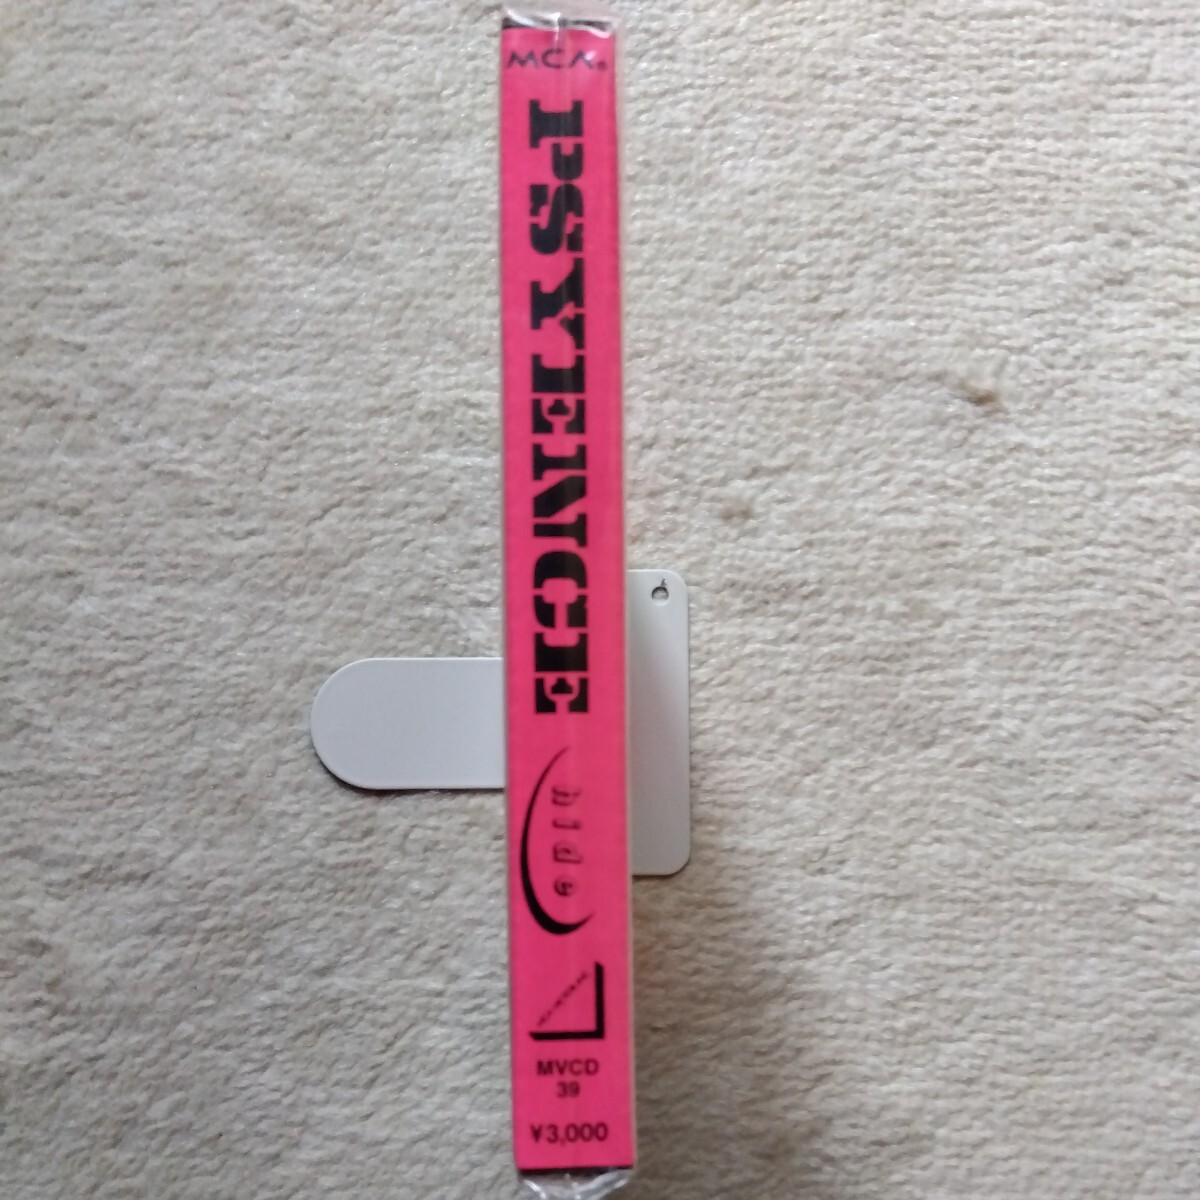 MCA®
PSYENCE
hide
MVCD
39
¥3,000